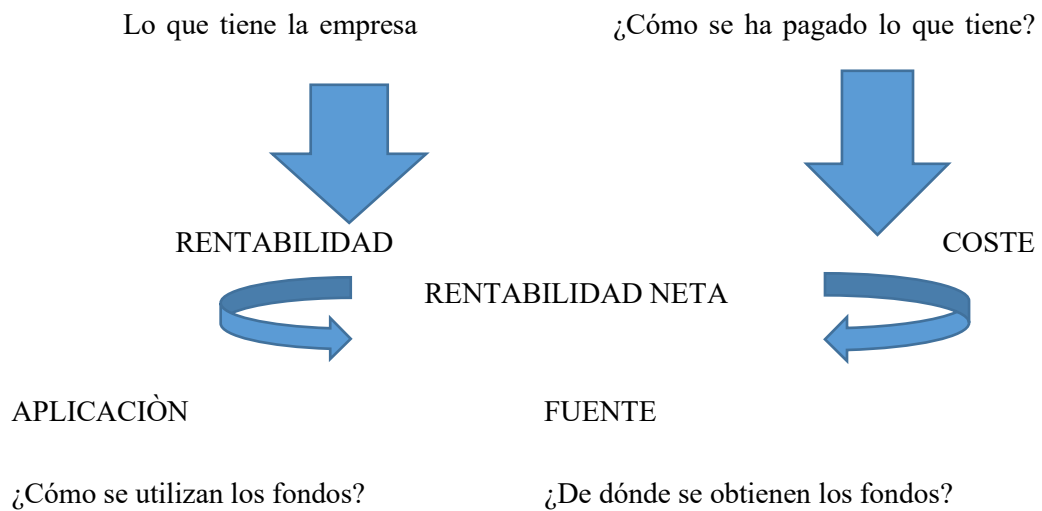 Lo que tiene la empresa
¿Cómo se ha pagado lo que tiene?
RENTABILIDAD
COSTE
RENTABILIDAD NETA
APLICACIÒN
FUENTE
¿Cómo se utilizan los fondos?
¿De dónde se obtienen los fondos?